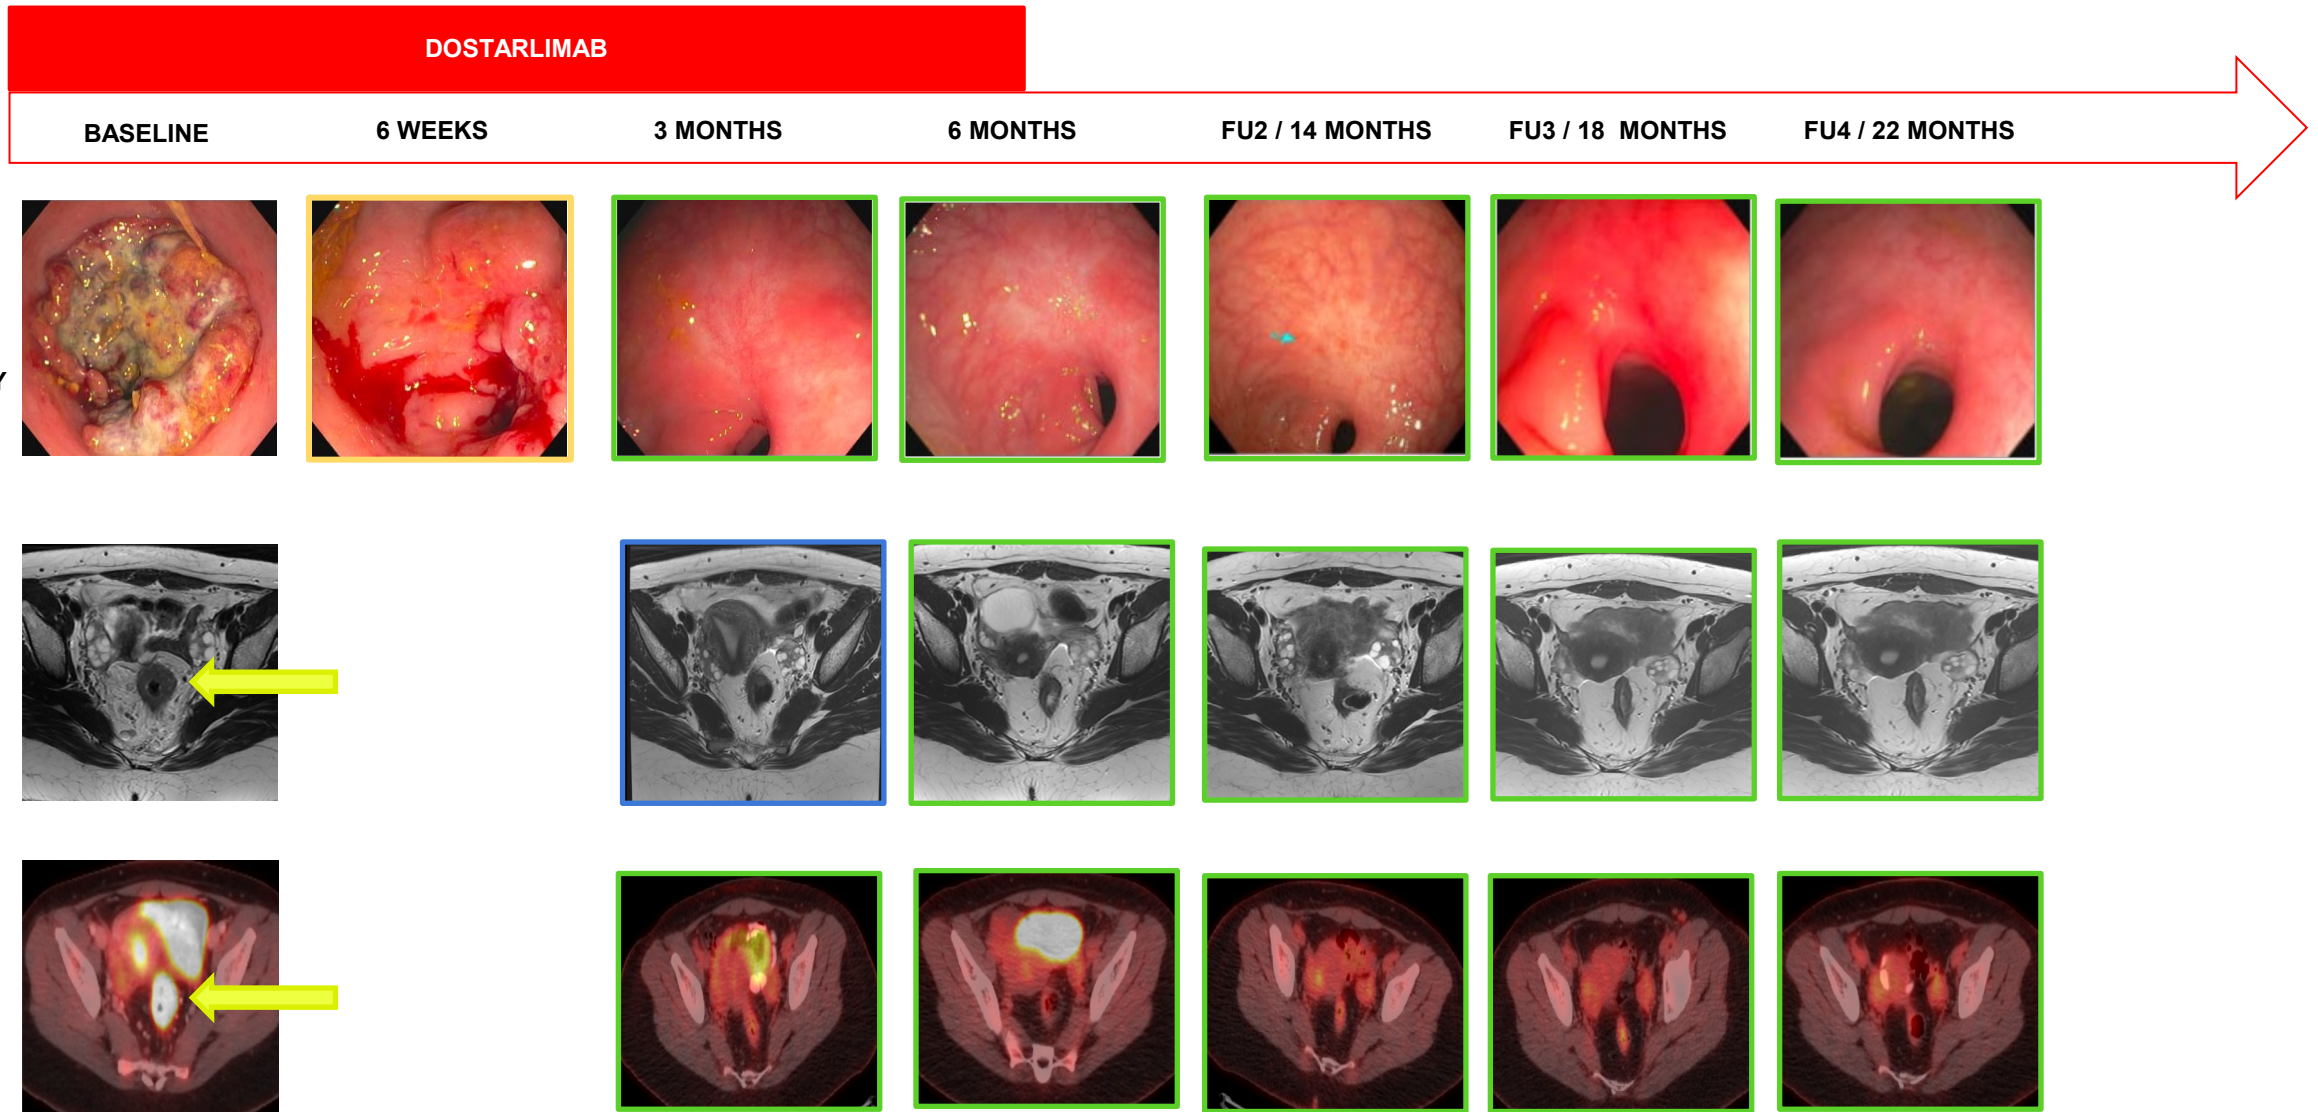 DOSTARLIMAB
BASELINE
6 WEEKS
3 MONTHS
6 MONTHS
FU2 / 14 MONTHS
FU3 / 18 MONTHS
FU4 / 22 MONTHS
Y